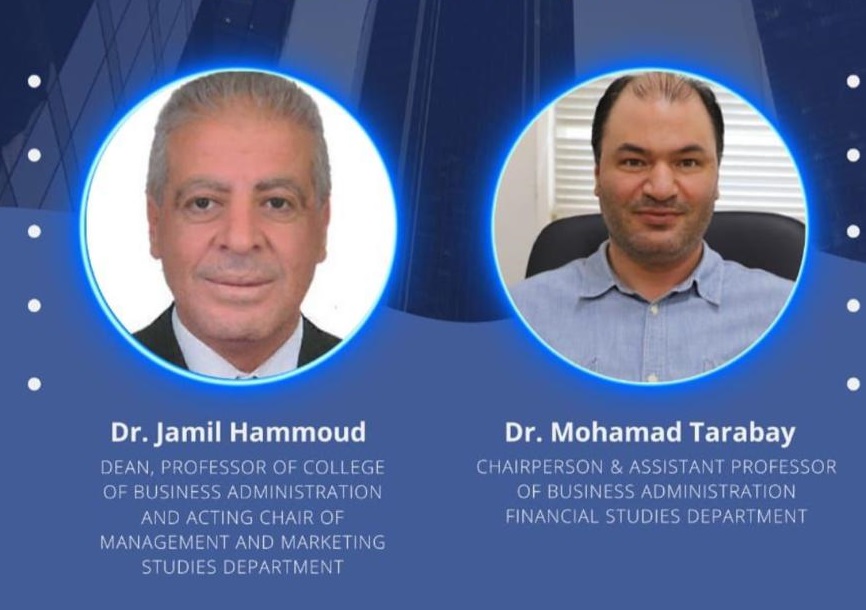 Dr. Jamil Hammoud
DEAN, PROFESSOR OF COLLEGE
OF BUSINESS ADMINISTRATION
AND ACTING CHAIR OF
MANAGEMENT AND MARKETING
STUDIES DEPARTMENT
Dr. Mohamad Tarabay
CHAIRPERSON & ASSISTANT PROFESSOR
OF BUSINESS ADMINISTRATION
FINANCIAL STUDIES DEPARTMENT